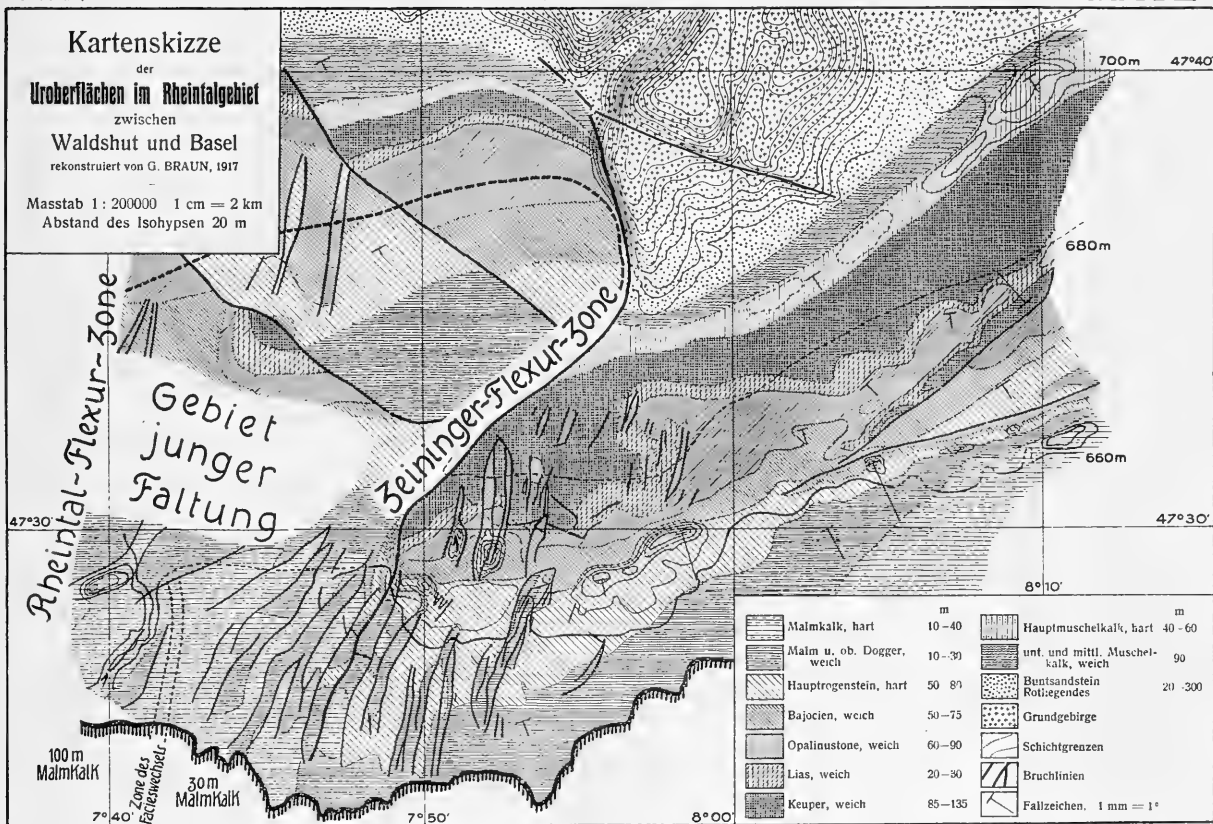 Kartenskizze
der
Uroberflächen im Rheintalgebiet
zwischen
Waldshut und Basel
rekonstruiert von G. BRAUN, 1917
Masstab 1 : 200000 1 cm = 2 km
Abstand des Isohypsen 20 m
700m 47°40'
680m
660m
Rheintal-Flexur-Zone
Zeininger-Flexur-Zone
Gebiet
junger
Faltung
47°30' 47°30'
8°10'
100 m
MalmKalk
Zone des
Facieswechsels
30 m
MalmKalk
7°40' 7°50' 8°00'
m
Malmkalk, hart 10-40
Malm u. ob. Dogger,
weich 10-30
Hauptrogenstein, hart 50 80
Bajocien, weich 50—75
Opalinustone, weich 60—90
Lias, weich 20—30
Keuper, weich 85—135
m
Hauptmuschelkalk, hart 40-60
unt. und mittl. Muschel-
kalk, weich 90
Buntsandstein
Rotliegendes 20 -300
Grundgebirge
Schichtgrenzen
Bruchlinien
Fallzeichen. 1 mm = 1°